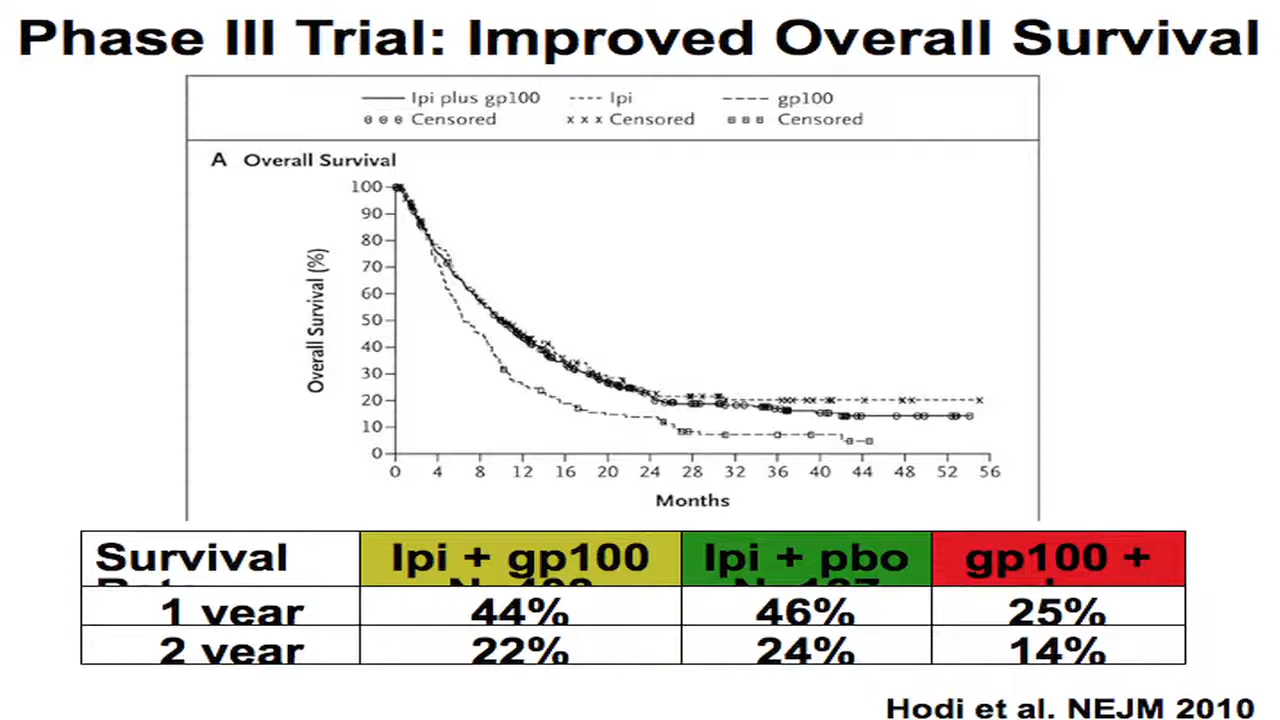 Phase III Trial: Improved Overall Survival
Ipi plus gp100 Ipi gp100
Censored x x x Censored Censored
A Overall Survival
100
90
80
70
60
50
40
30
20
10
0
Overall Survival (%)
0 4 8 12 16 20 24 28 32 36 40 44 48 52 56
Months
Survival Ipi + gp100 Ipi + pbo gp100 +
1 year 44% 46% 25%
2 year 22% 24% 14%
Hodi et al. NEJM 2010